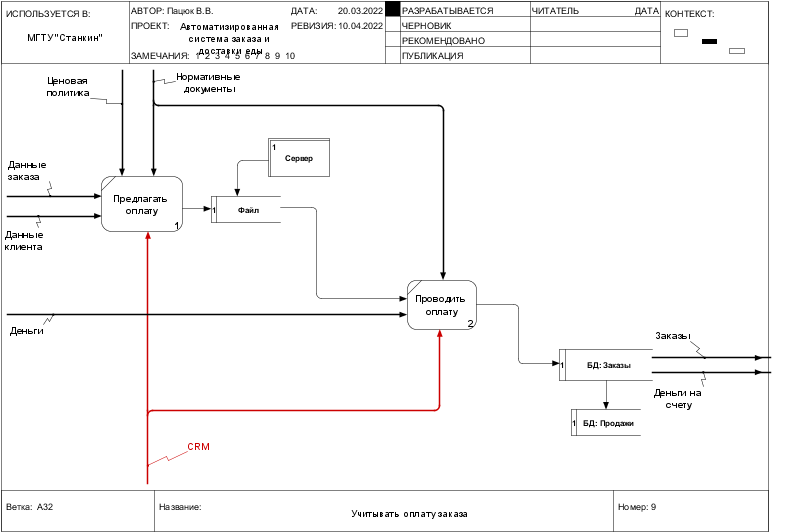 ИСПОЛЬЗУЕТСЯ В:
МГТУ"Станкин"
АВТОР: Пацюк В.В.
ДАТА: 20.03.2022
ПРОЕКТ: Автоматизированная
система заказа и
доставки еды
РЕВИЗИЯ: 10.04.2022
ЗАМЕЧАНИЯ: 1 2 3 4 5 6 7 8 9 10
РАЗРАБАТЫВАЕТСЯ
ЧЕРНОВИК
РЕКОМЕНДОВАНО
ПУБЛИКАЦИЯ
ЧИТАТЕЛЬ
ДАТА
КОНТЕКСТ:
Ценовая
политика
Нормативные
документы
1
Сервер
Данные
заказа
Предлагать
оплату
1
1
Файл
Данные
клиента
Проводить
оплату
2
Деньги
1
БД: Заказы
Заказы
Деньги на
счету
1
БД: Продажи
CRM
Ветка: A32
Название:
Учитывать оплату заказа
Номер: 9